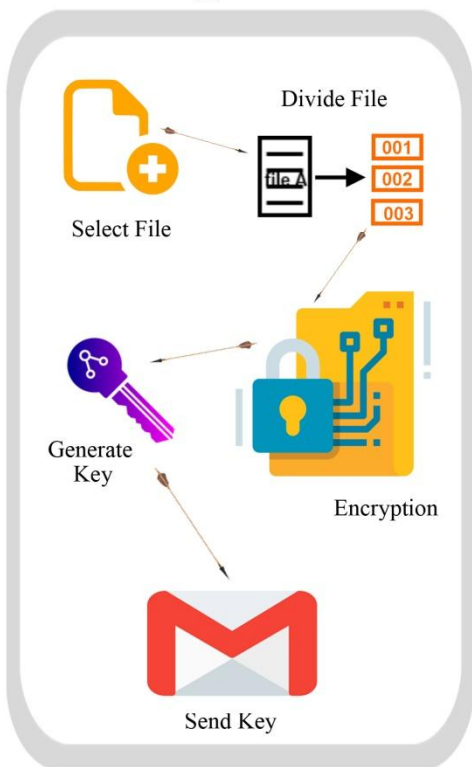 Divide File
file A
001
002
003
Select File
Generate
Key
Encryption
Send Key